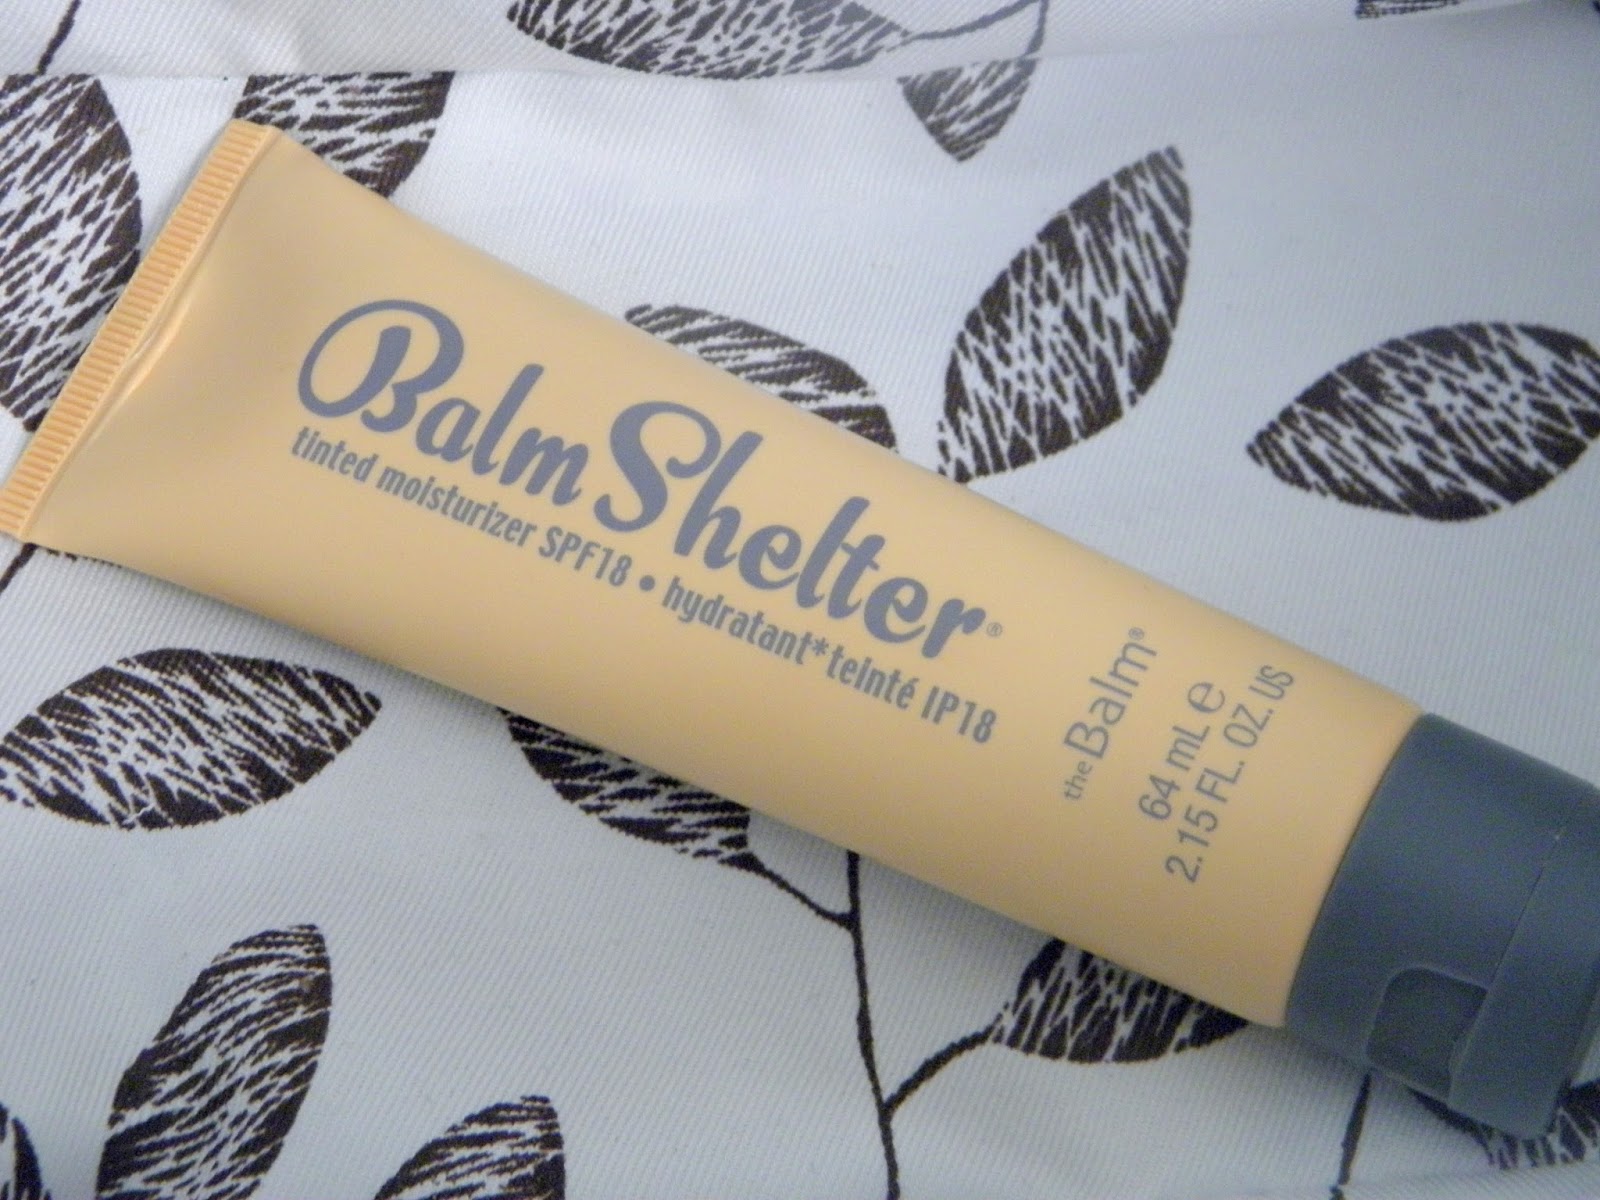 BalmShelter®
tinted moisturizer SPF18 • hydratant*teinté IP18
theBalm®
64 mL e
2.15 FL. OZ. US